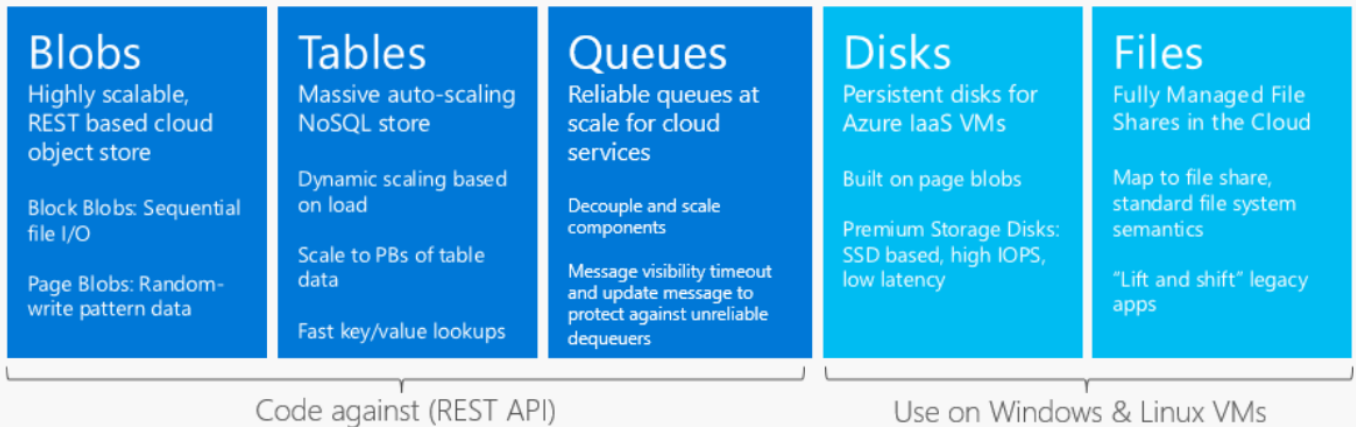 Blobs
Highly scalable,
REST based cloud
object store
Block Blobs: Sequential
file I/O
Page Blobs: Random-
write pattern data
Tables
Massive auto-scaling
NoSQL store
Dynamic scaling based
on load
Scale to PBs of table
data
Fast key/value lookups
Queues
Reliable queues at
scale for cloud
services
Decouple and scale
components
Message visibility timeout
and update message to
protect against unreliable
dequeuers
Disks
Persistent disks for
Azure IaaS VMs
Built on page blobs
Premium Storage Disks:
SSD based, high IOPS,
low latency
Files
Fully Managed File
Shares in the Cloud
Map to file share,
standard file system
semantics
“Lift and shift” legacy
apps
Code against (REST API)
Use on Windows & Linux VMs